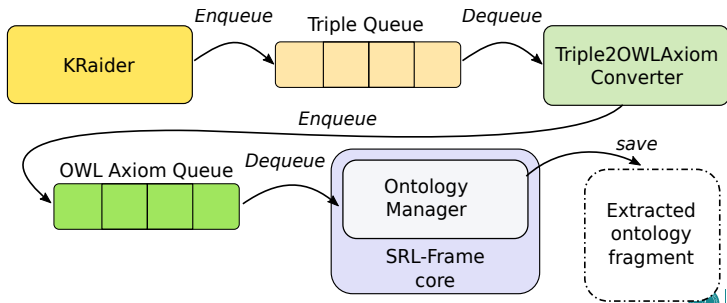 Enqueue
Triple Queue
Dequeue
KRaider
Triple2OWLAxiom
Converter
Enqueue
OWL Axiom Queue
Dequeue
save
Ontology
Manager
SRL-Frame
core
Extracted
ontology
fragment